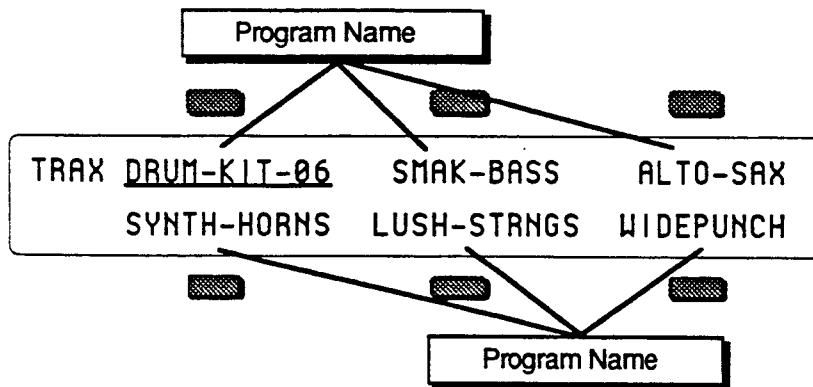 Program Name
TRAX DRUM-KIT-06 SMAK-BASS ALTO-SAX
SYNTH-HORNS LUSH-STRNGS WIDEPUNCH
Program Name